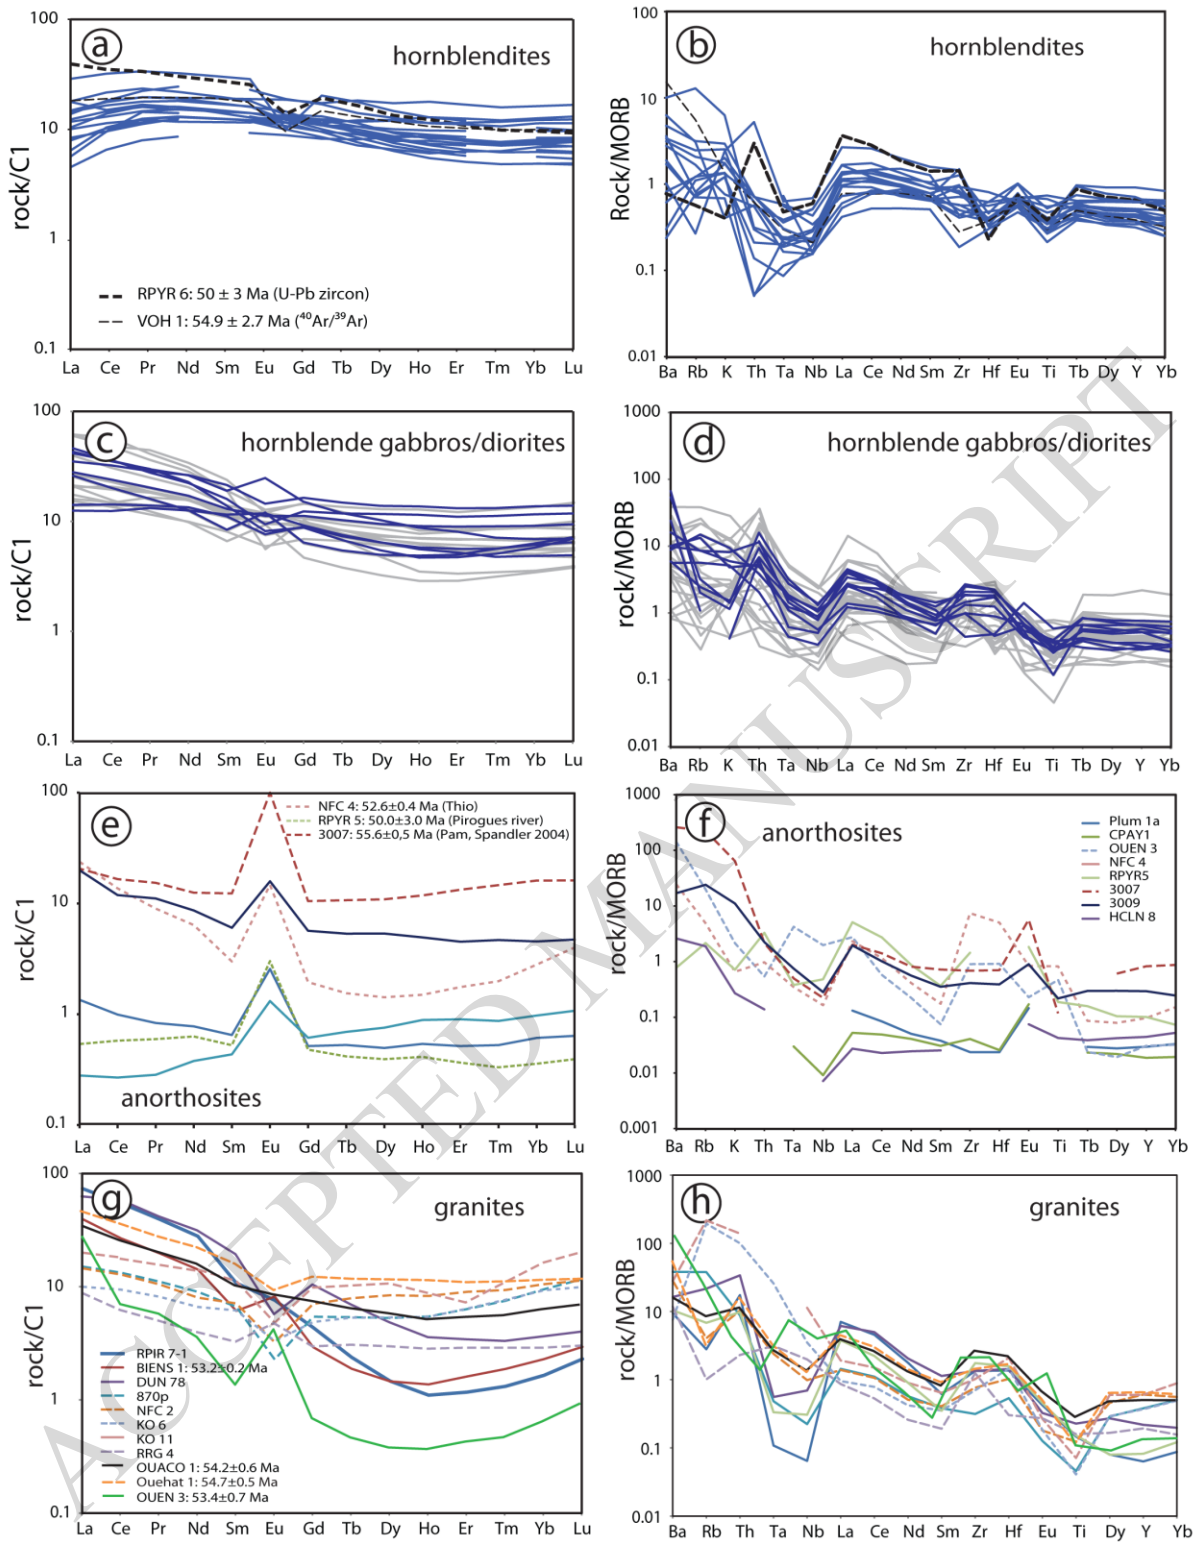 a
hornblendites
100
10
1
0.1
rock/C1
RPYR 6: 50 ± 3 Ma (U-Pb zircon)
VOH 1: 54.9 ± 2.7 Ma (⁴⁰Ar/³⁹Ar)
La Ce Pr Nd Sm Eu Gd Tb Dy Ho Er Tm Yb Lu
b
hornblendites
100
10
1
0.1
0.01
Rock/MORB
Ba Rb K Th Ta Nb La Ce Nd Sm Zr Hf Eu Ti Tb Dy Y Yb
c
hornblende gabbros/diorites
100
10
1
0.1
rock/C1
La Ce Pr Nd Sm Eu Gd Tb Dy Ho Er Tm Yb Lu
d
hornblende gabbros/diorites
1000
100
10
1
0.1
0.01
rock/MORB
Ba Rb K Th Ta Nb La Ce Nd Sm Zr Hf Eu Ti Tb Dy Y Yb
e
100
10
1
0.1
rock/C1
NFC 4: 52.6±0.4 Ma (Thio)
RPYR 5: 50.0±3.0 Ma (Pirogues river)
3007: 55.6±0,5 Ma (Pam, Spandler 2004)
anorthosites
La Ce Pr Nd Sm Eu Gd Tb Dy Ho Er Tm Yb Lu
f
anorthosites
1000
100
10
1
0.1
0.01
0.001
rock/MORB
Plum 1a
CPAY1
OUEN 3
NFC 4
RPYR5
3007
3009
HCLN 8
Ba Rb K Th Ta Nb La Ce Nd Sm Zr Hf Eu Ti Tb Dy Y Yb
g
granites
100
10
1
0.1
rock/C1
RPIR 7-1
BIENS 1: 53.2±0.2 Ma
DUN 78
870p
NFC 2
KO 6
KO 11
RRG 4
OUACO 1: 54.2±0.6 Ma
Ouehat 1: 54.7±0.5 Ma
OUEN 3: 53.4±0.7 Ma
La Ce Pr Nd Sm Eu Gd Tb Dy Ho Er Tm Yb Lu
h
granites
1000
100
10
1
0.1
0.01
rock/MORB
Ba Rb Th Ta Nb La Ce Nd Sm Zr Hf Eu Ti Dy Y Yb
ACCEPTED MANUSCRIPT